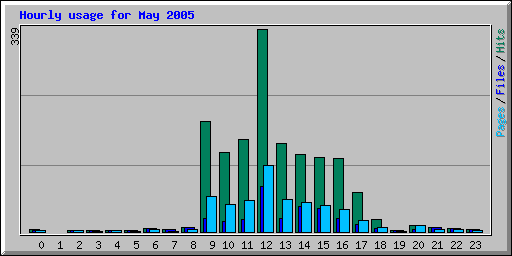 Hourly usage for May 2005
339
Pages/Files/Hits
0 1 2 3 4 5 6 7 8 9 10 11 12 13 14 15 16 17 18 19 20 21 22 23